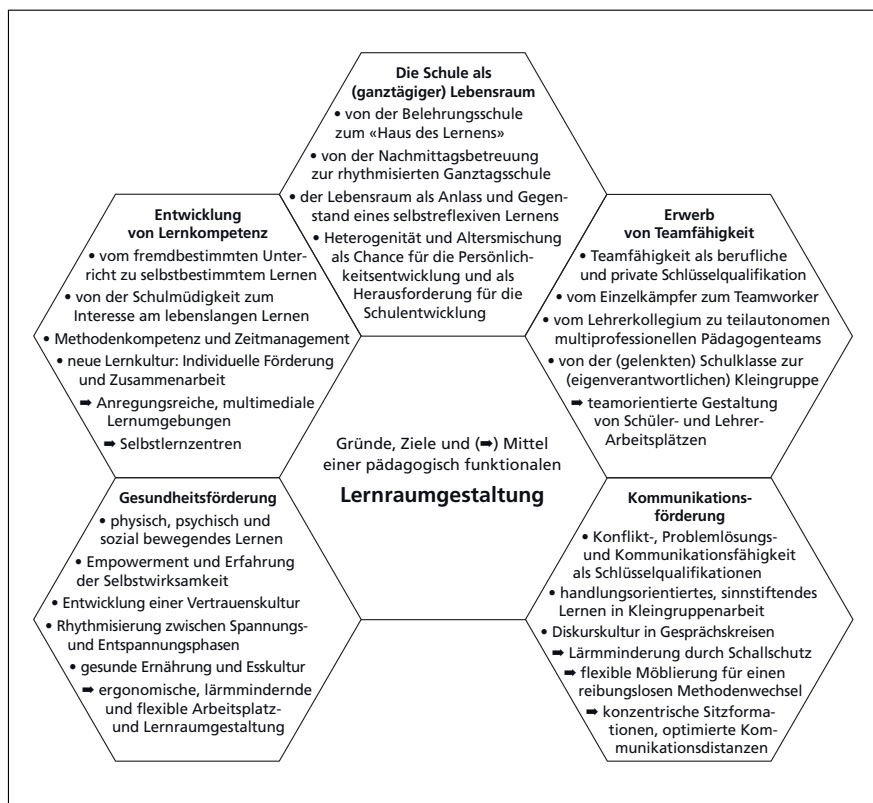 Die Schule als
(ganztägiger) Lebensraum
• von der Belehrungsschule
zum «Haus des Lernens»
• von der Nachmittagsbetreuung
zur rhythmisierten Ganztagsschule
• der Lebensraum als Anlass und Gegen-
stand eines selbstreflexiven Lernens
• Heterogenität und Altersmischung
als Chance für die Persönlich-
keitsentwicklung und als
Herausforderung für die
Schulentwicklung
Entwicklung
von Lernkompetenz
• vom fremdbestimmten Unter-
richt zu selbstbestimmtem Lernen
• von der Schulmüdigkeit zum
Interesse am lebenslangen Lernen
• Methodenkompetenz und Zeitmanagement
• neue Lernkultur: Individuelle Förderung
und Zusammenarbeit
➡ Anregungsreiche, multimediale
Lernumgebungen
➡ Selbstlernzentren
Erwerb
von Teamfähigkeit
• Teamfähigkeit als berufliche
und private Schlüsselqualifikation
• vom Einzelkämpfer zum Teamworker
• vom Lehrerkollegium zu teilautonomen
multiprofessionellen Pädagogenteams
• von der (gelenkten) Schulklasse zur
(eigenverantwortlichen) Kleingruppe
➡ teamorientierte Gestaltung
von Schüler- und Lehrer-
Arbeitsplätzen
Gründe, Ziele und (➡) Mittel
einer pädagogisch funktionalen
Lernraumgestaltung
Gesundheitsförderung
• physisch, psychisch und
sozial bewegendes Lernen
• Empowerment und Erfahrung
der Selbstwirksamkeit
• Entwicklung einer Vertrauenskultur
• Rhythmisierung zwischen Spannungs-
und Entspannungsphasen
• gesunde Ernährung und Esskultur
➡ ergonomische, lärmmindernde
und flexible Arbeitsplatz-
und Lernraumgestaltung
Kommunikations-
förderung
• Konflikt-, Problemlösungs-
und Kommunikationsfähigkeit
als Schlüsselqualifikationen
• handlungsorientiertes, sinnstiftendes
Lernen in Kleingruppenarbeit
• Diskurskultur in Gesprächskreisen
➡ Lärmminderung durch Schallschutz
➡ flexible Möblierung für einen
reibungslosen Methodenwechsel
➡ konzentrische Sitzforma-
tionen, optimierte Kom-
munikationsdistanzen